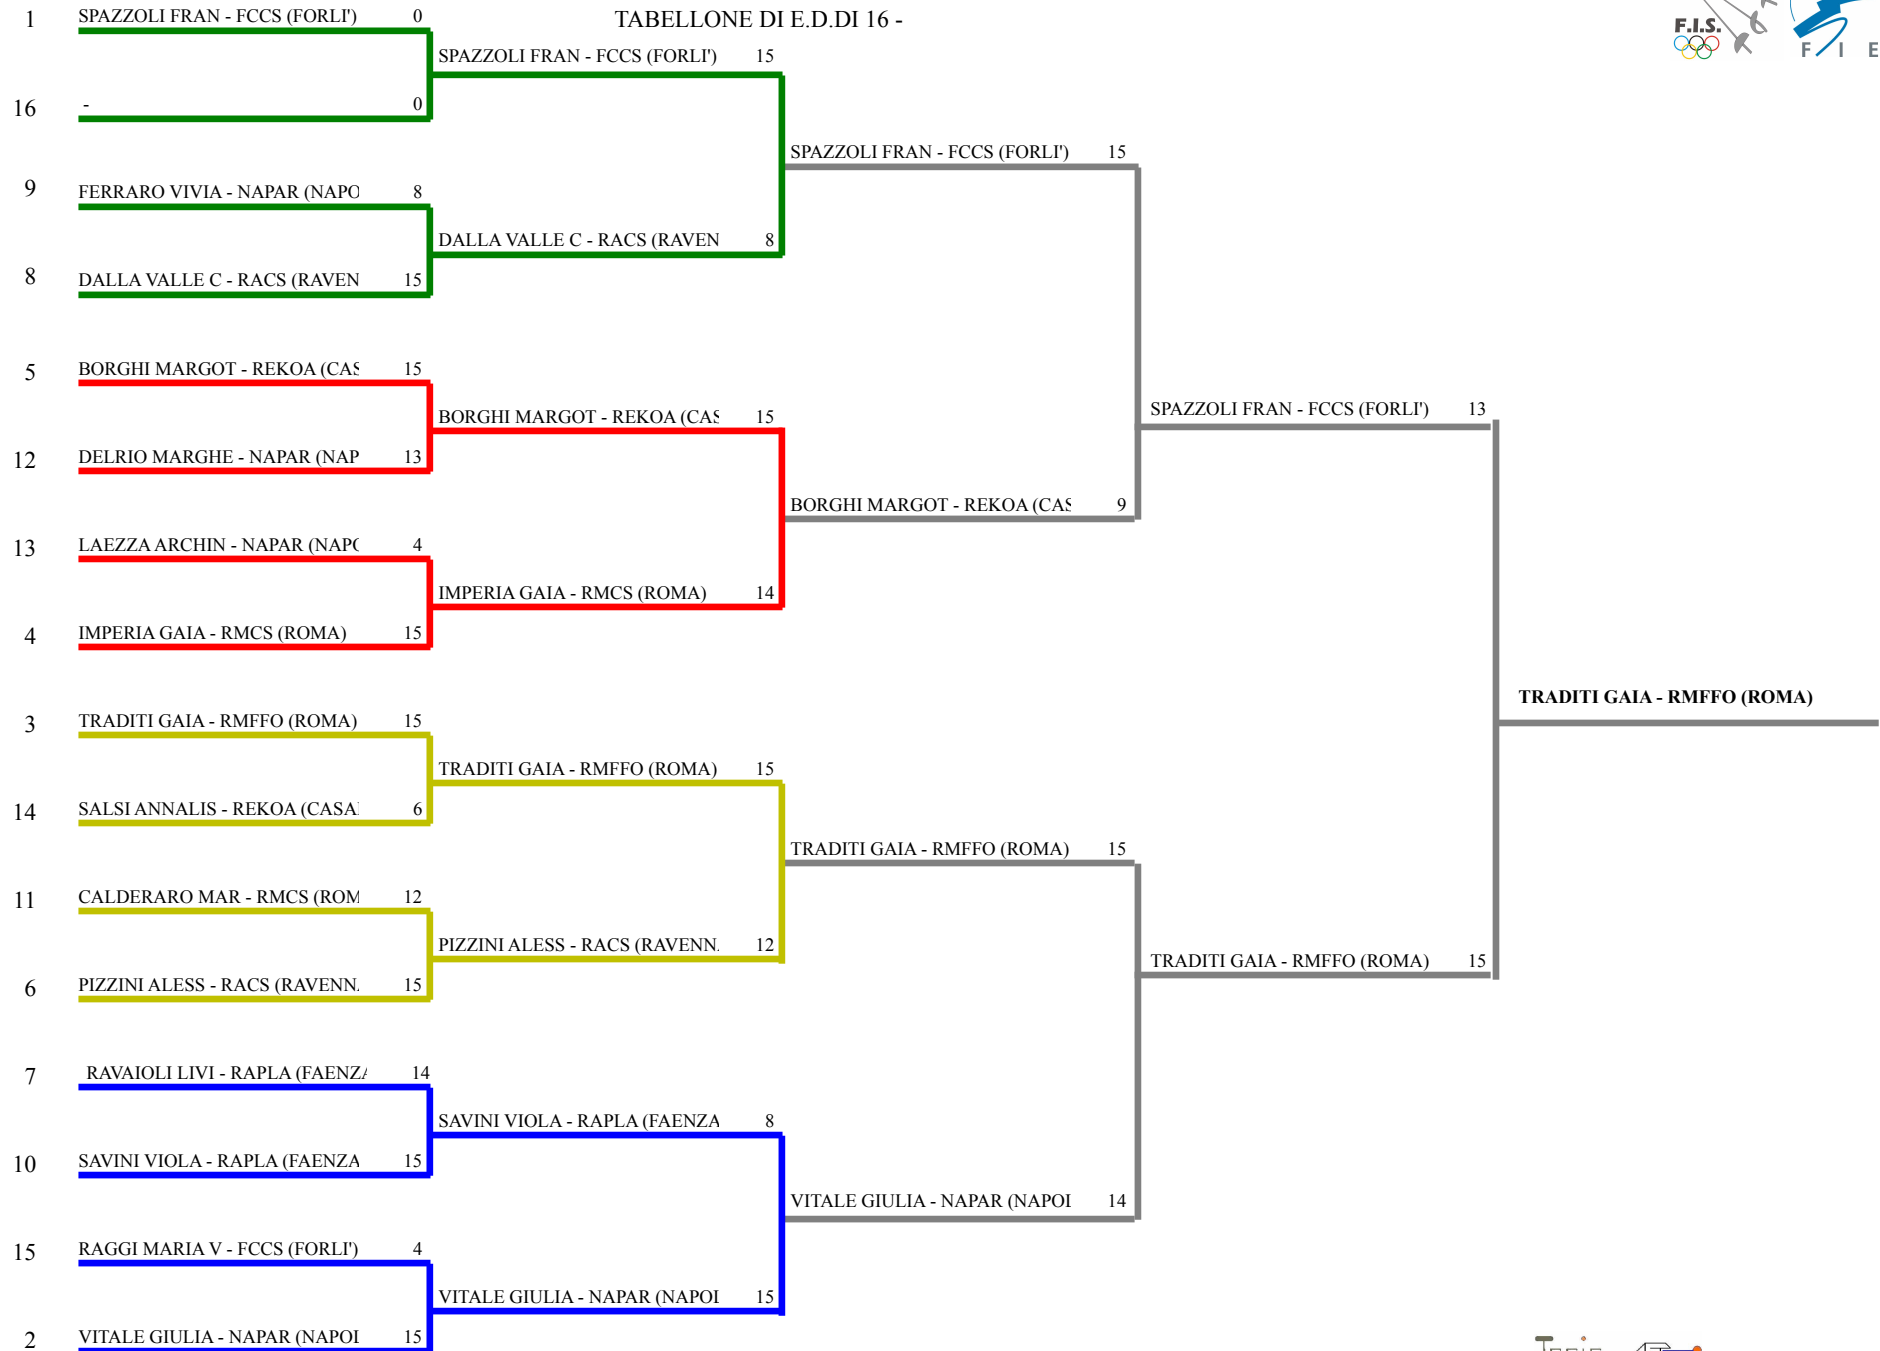 TABELLONE DI E.D.DI 16 -
F.I.S.
F I E
1 SPAZZOLI FRAN - FCCS (FORLI') 0
SPAZZOLI FRAN - FCCS (FORLI') 15
16 - 0
SPAZZOLI FRAN - FCCS (FORLI') 15
9 FERRARO VIVIA - NAPAR (NAPO 8
DALLA VALLE C - RACS (RAVEN 8
8 DALLA VALLE C - RACS (RAVEN 15
5 BORGHI MARGOT - REKOA (CAS 15
SPAZZOLI FRAN - FCCS (FORLI') 13
BORGHI MARGOT - REKOA (CAS 15
12 DELRIO MARGHE - NAPAR (NAP 13
BORGHI MARGOT - REKOA (CAS 9
13 LAEZZA ARCHIN - NAPAR (NAPO 4
IMPERIA GAIA - RMCS (ROMA) 14
4 IMPERIA GAIA - RMCS (ROMA) 15
TRADITI GAIA - RMFFO (ROMA)
3 TRADITI GAIA - RMFFO (ROMA) 15
TRADITI GAIA - RMFFO (ROMA) 15
14 SALSI ANNALIS - REKOA (CASA 6
TRADITI GAIA - RMFFO (ROMA) 15
11 CALDERARO MAR - RMCS (ROM 12
PIZZINI ALESS - RACS (RAVENN 12
TRADITI GAIA - RMFFO (ROMA) 15
6 PIZZINI ALESS - RACS (RAVENN 15
7 RAVAIOLI LIVI - RAPLA (FAENZA 14
SAVINI VIOLA - RAPLA (FAENZA 8
10 SAVINI VIOLA - RAPLA (FAENZA 15
VITALE GIULIA - NAPAR (NAPOI 14
15 RAGGI MARIA V - FCCS (FORLI') 4
VITALE GIULIA - NAPAR (NAPOI 15
2 VITALE GIULIA - NAPAR (NAPOI 15